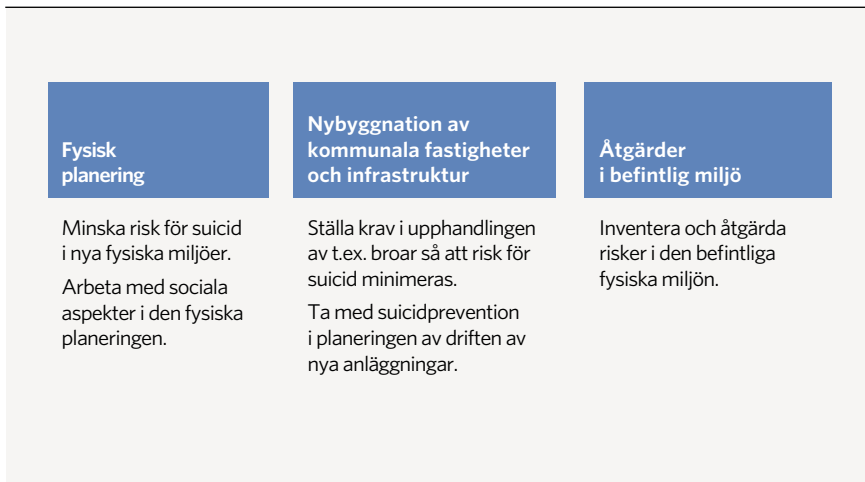 Fysisk
planering
Minska risk för suicid
i nya fysiska miljöer.
Arbeta med sociala
aspekter i den fysiska
planeringen.
Nybyggnation av
kommunala fastigheter
och infrastruktur
Ställa krav i upphandlingen
av t.ex. broar så att risk för
suicid minimeras.
Ta med suicidprevention
i planeringen av driften av
nya anläggningar.
Åtgärder
i befintlig miljö
Inventera och åtgärda
risker i den befintliga
fysiska miljön.